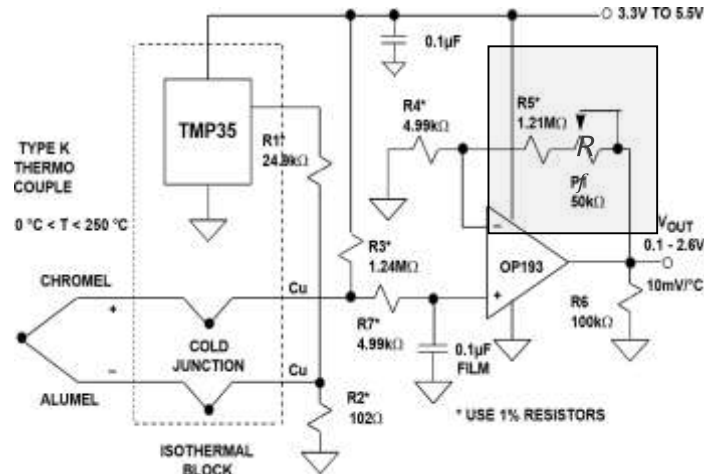 3.3V TO 5.5V
0.1µF
TMP35
TYPE K
THERMO
COUPLE
0 °C < T < 250 °C
R1*
24.9kΩ
R4*
4.99kΩ
R5*
1.21MΩ
R
50kΩ
VOUT
0.1 - 2.6V
10mV/°C
OP193
R3*
1.24MΩ
CHROMEL
+
Cu
COLD
JUNCTION
R7*
4.99kΩ
0.1µF
FILM
R6
100kΩ
−
+
−
Cu
ALUMEL
R2*
102Ω
* USE 1% RESISTORS
ISOTHERMAL
BLOCK